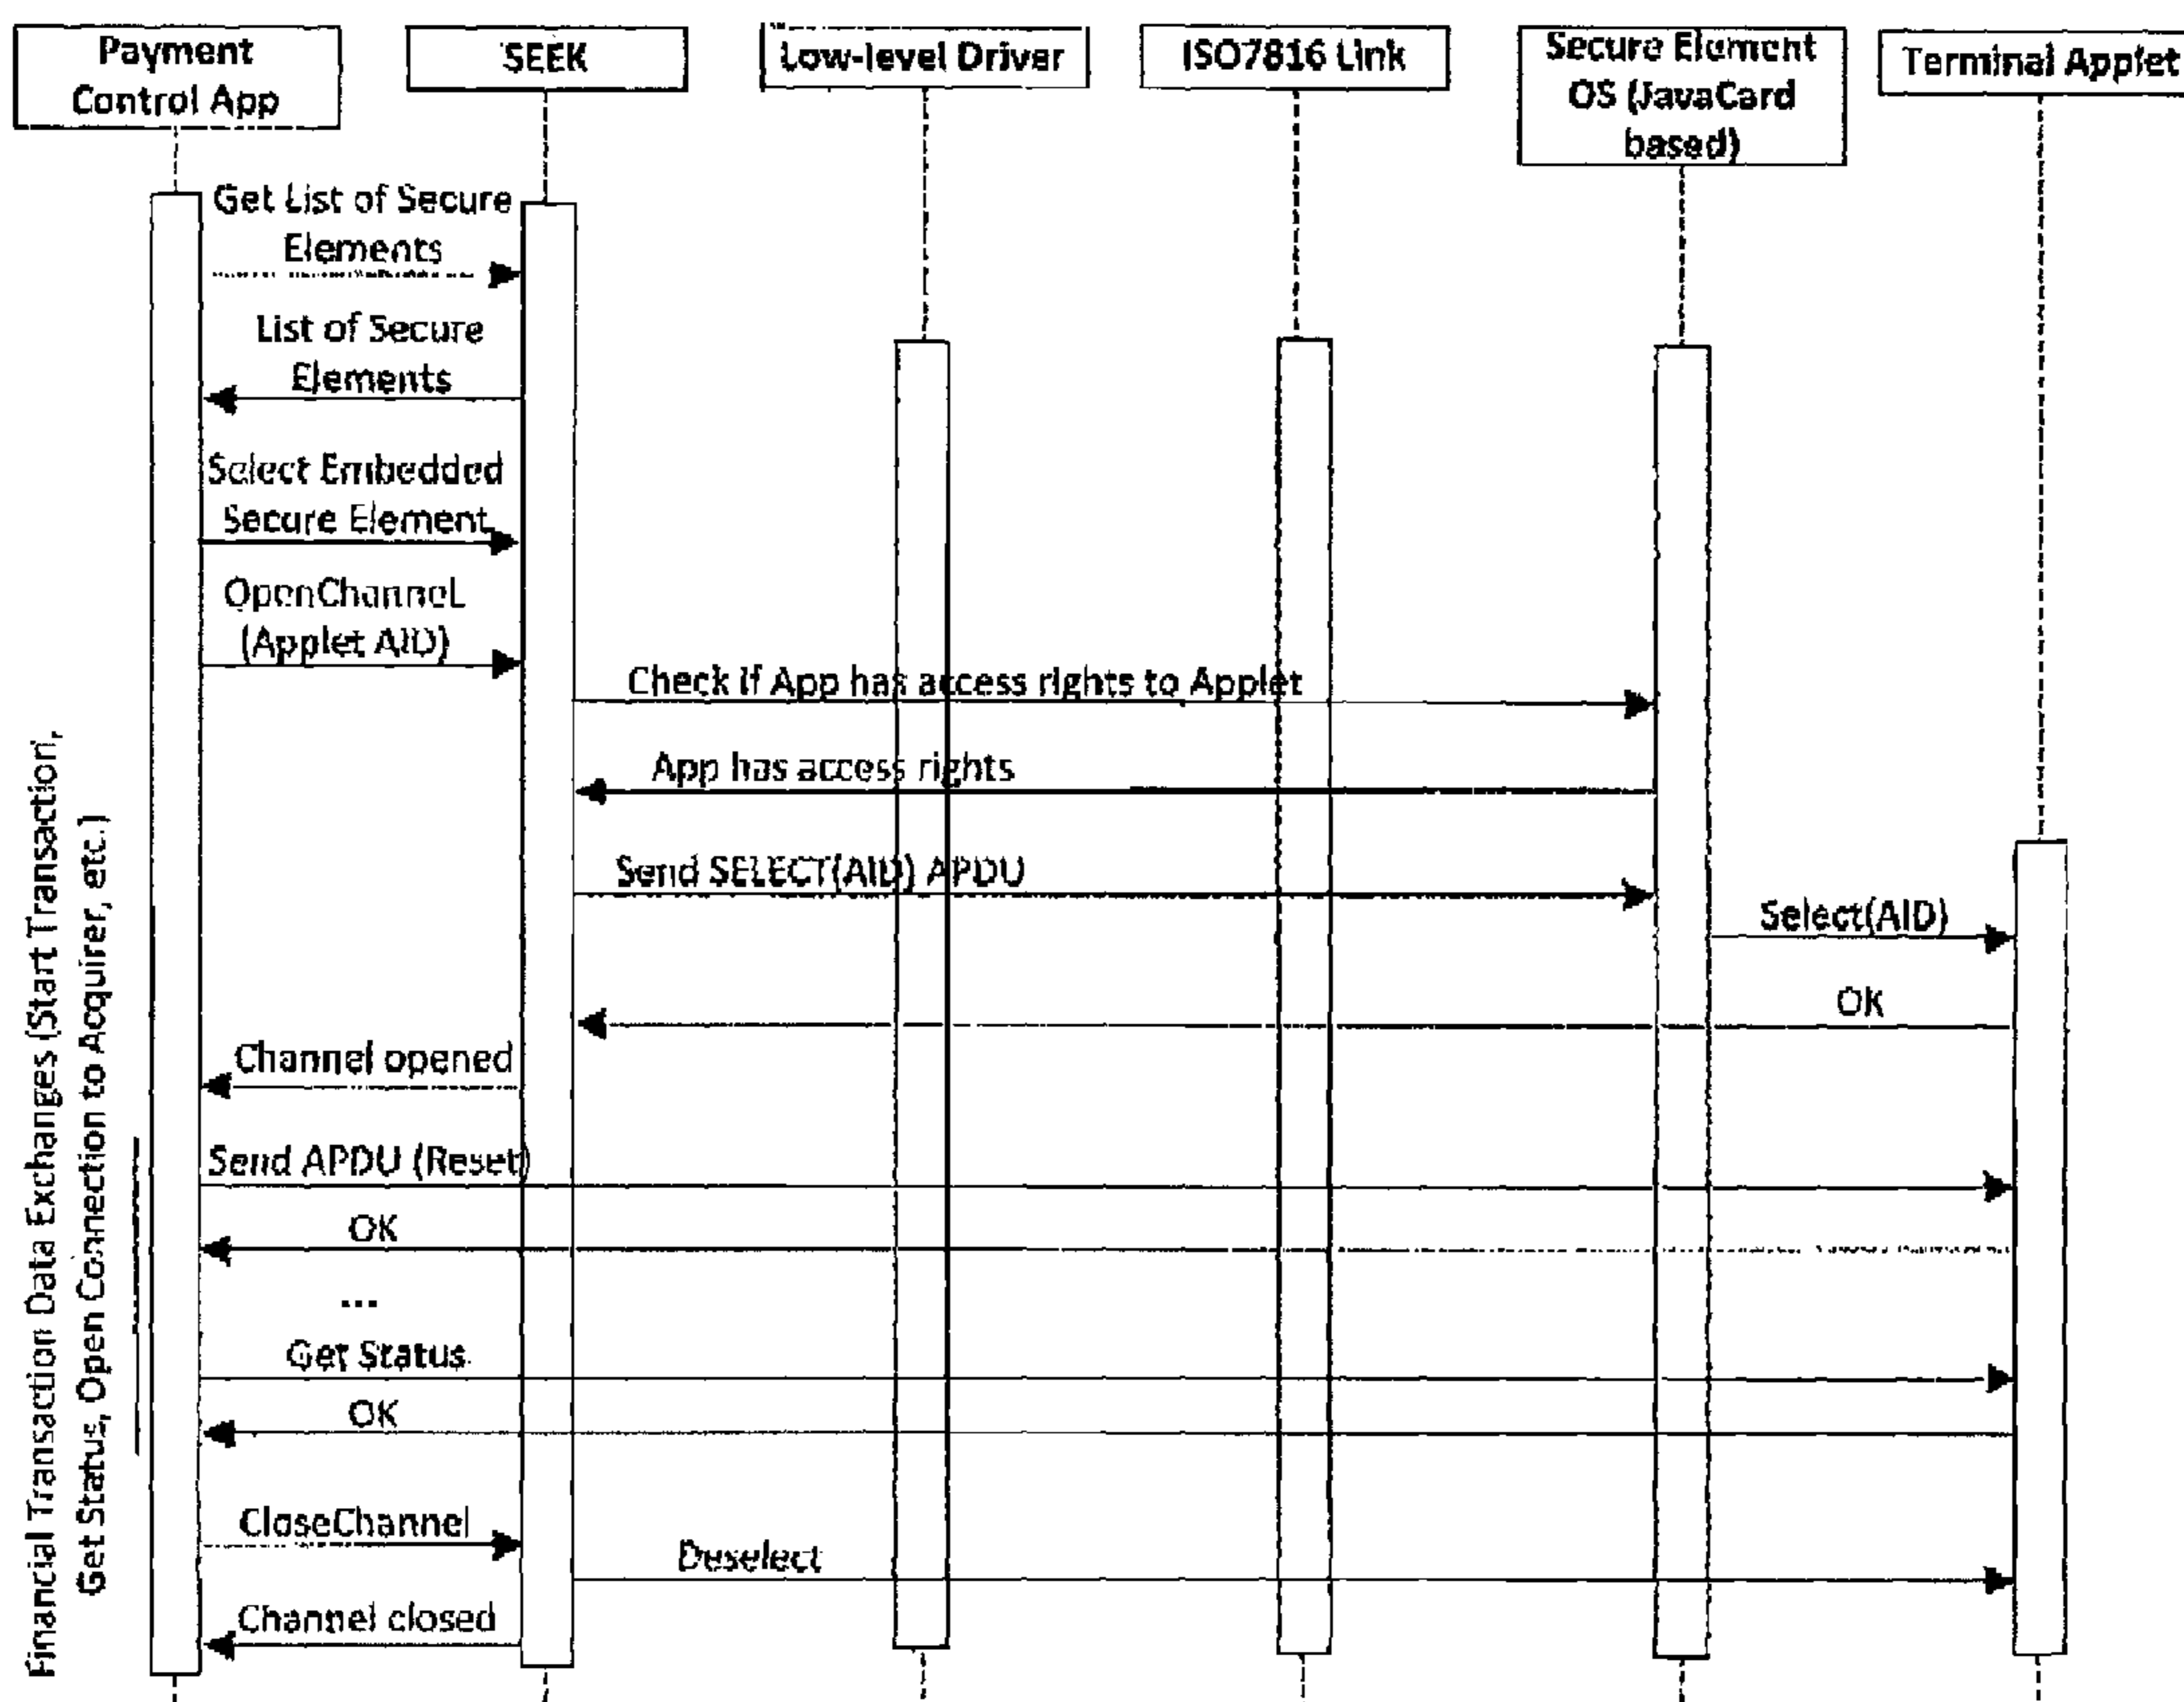 Payment
Control App
SEEK
Low-level Driver
ISO7816 Link
Secure Element
OS (JavaCard
based)
Terminal Applet
Get List of Secure
Elements
List of Secure
Elements
Select Embedded
Secure Element
OpenChannel
(Applet AID)
Check if App has access rights to Applet
App has access rights
Send SELECT(AID) APDU
Select(AID)
OK
Channel opened
Send APDU (Reset)
OK
...
Get Status
OK
CloseChannel
Deselect
Channel closed
Financial Transaction Data Exchanges (Start Transaction,
Get Status, Open Connection to Acquirer, etc.)